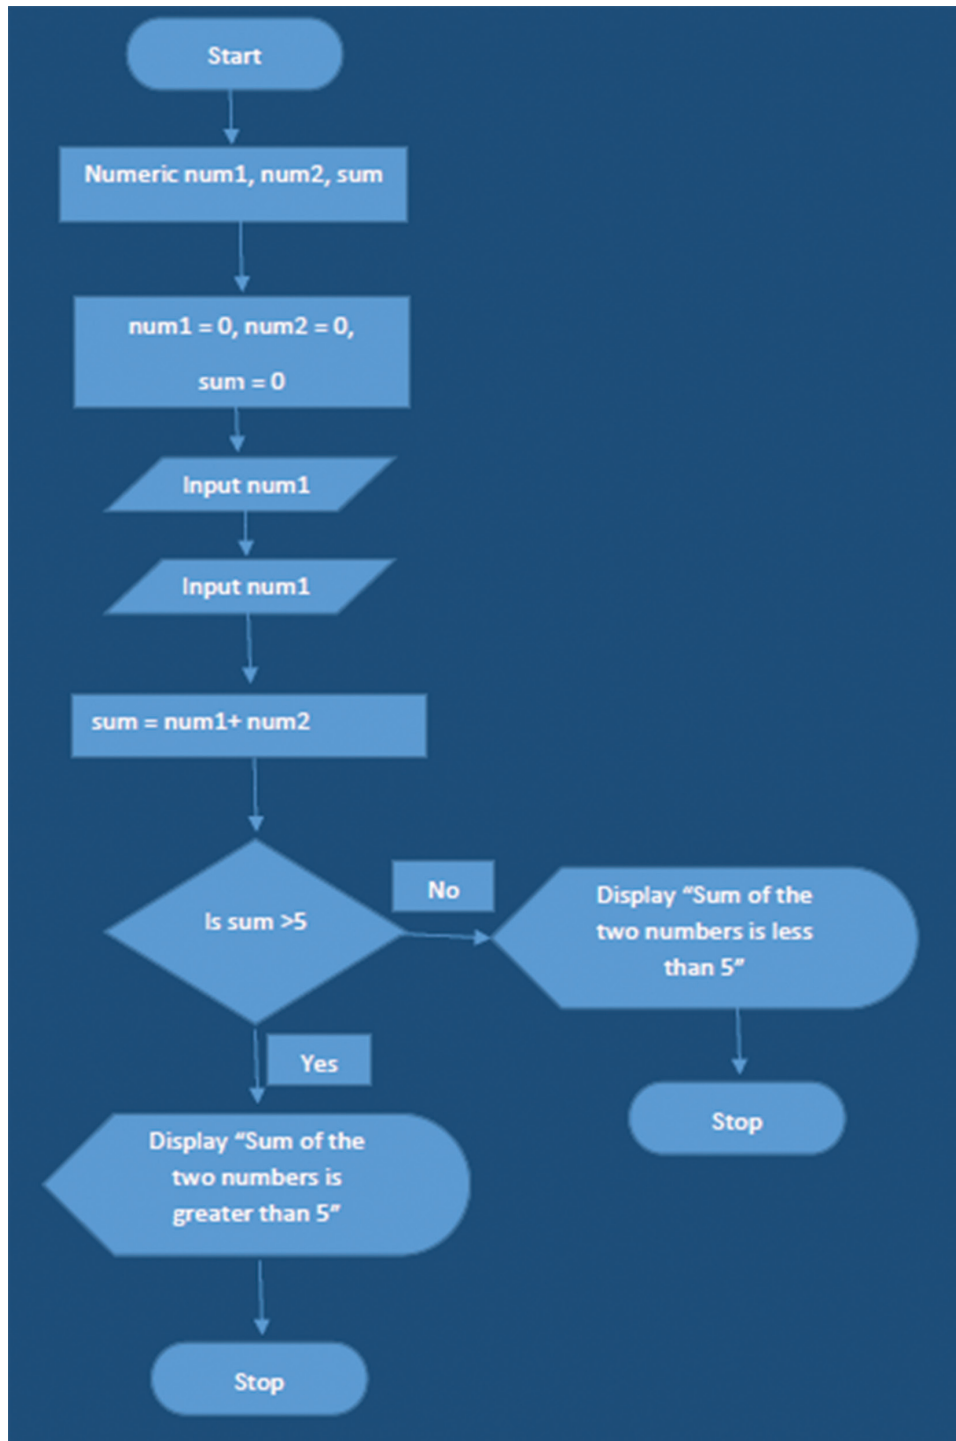 Start
Numeric num1, num2, sum
num1 = 0, num2 = 0,
sum = 0
Input num1
Input num1
sum = num1+ num2
Is sum >5
No
Display “Sum of the
two numbers is less
than 5”
Stop
Yes
Display “Sum of the
two numbers is
greater than 5”
Stop